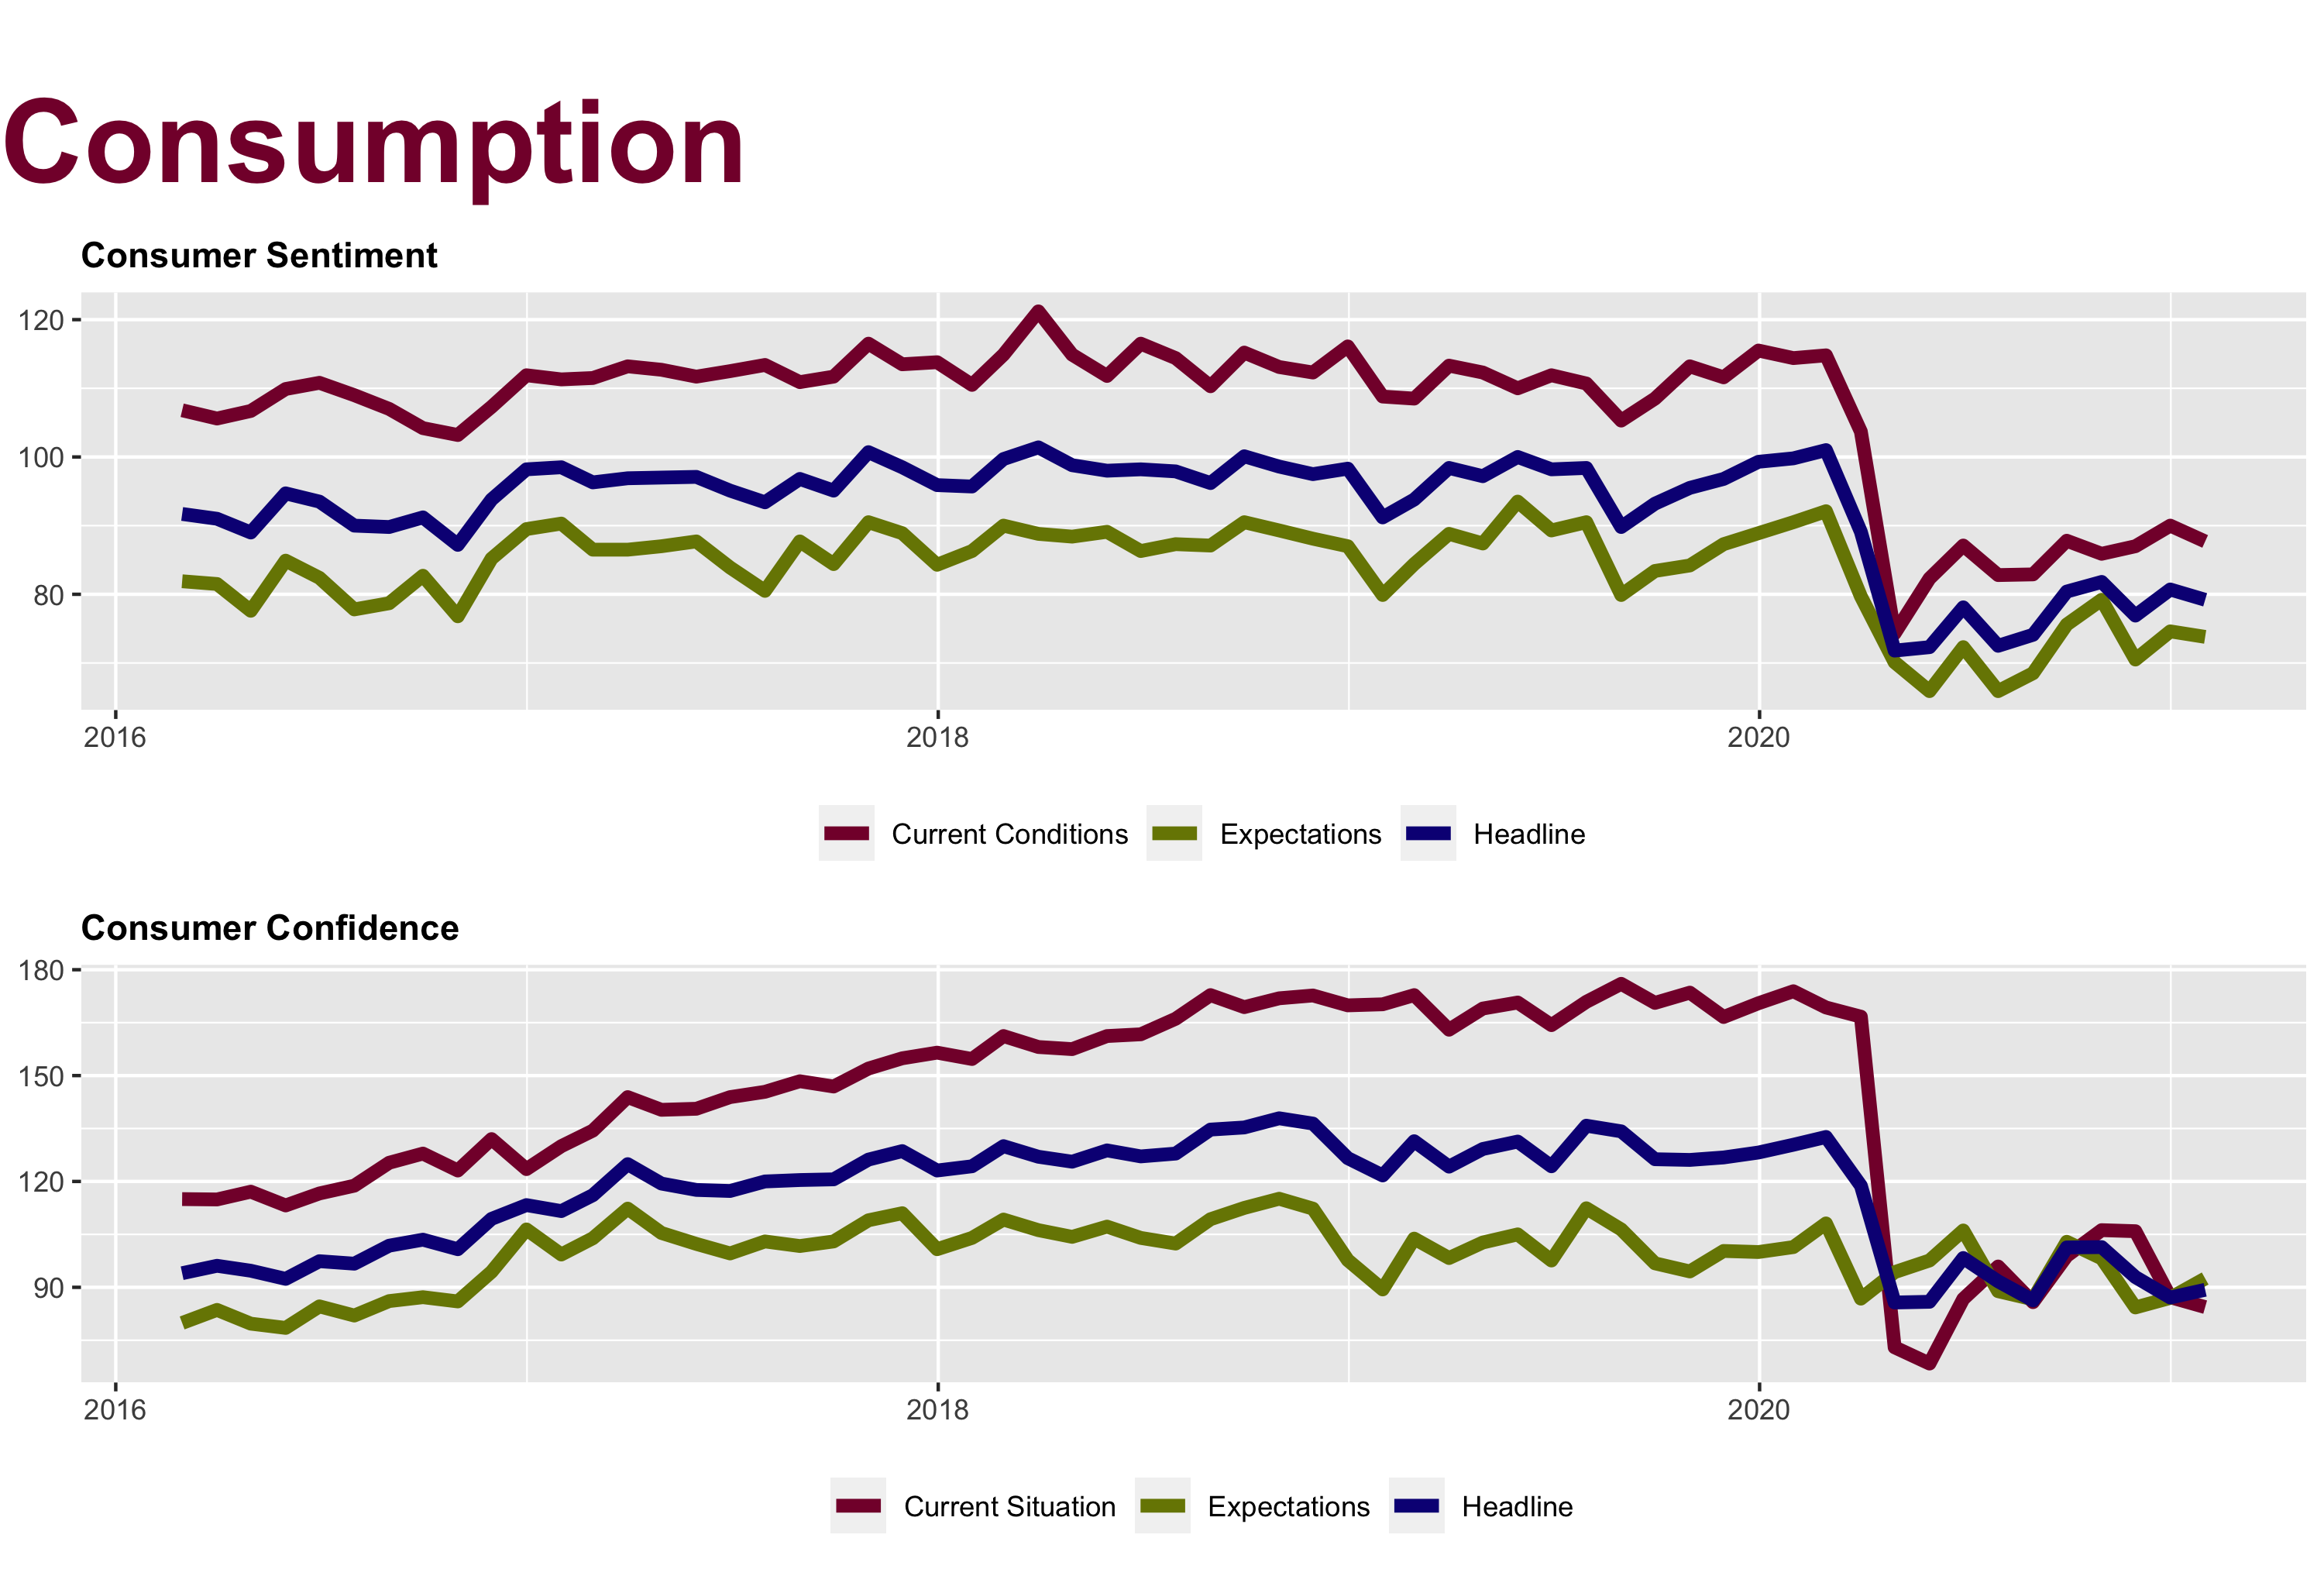 Consumption
Consumer Sentiment
120
100
80
2016 2018 2020
Current Conditions Expectations Headline
Consumer Confidence
180
150
120
90
2016 2018 2020
Current Situation Expectations Headline